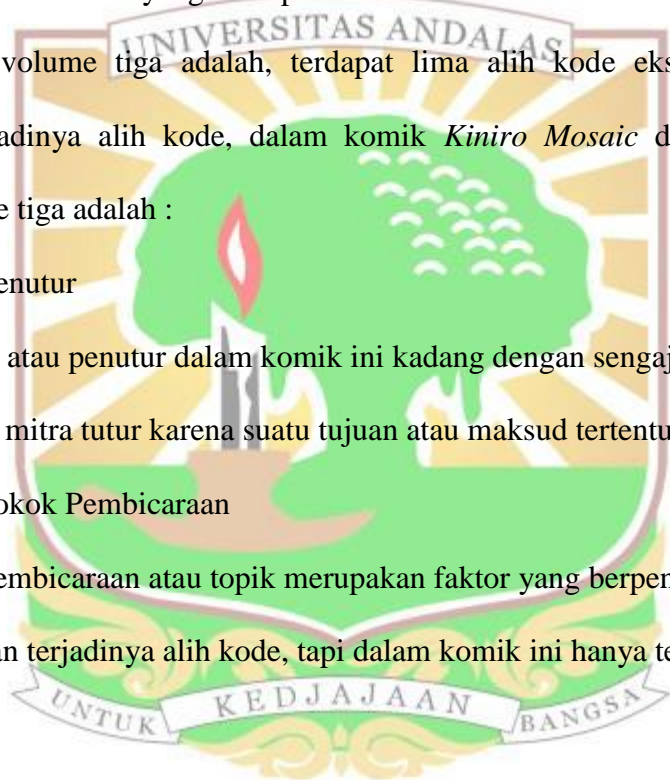 UNIVERSITAS ANDALAS
volume tiga adalah, terdapat lima alih kode eks
adinya alih kode, dalam komik Kiniro Mosaic d
e tiga adalah :
enutur
atau penutur dalam komik ini kadang dengan sengaj
mitra tutur karena suatu tujuan atau maksud tertentu
okok Pembicaraan
embicaraan atau topik merupakan faktor yang berpen
an terjadinya alih kode, tapi dalam komik ini hanya te
UNTUK KEDJAJAAN BANGSA